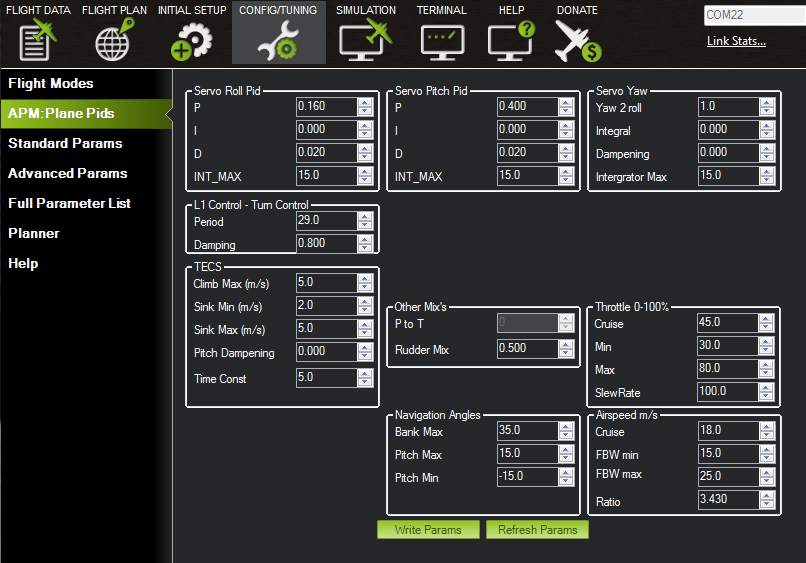 FLIGHT DATA FLIGHT PLAN INITIAL SETUP CONFIG/TUNING SIMULATION TERMINAL HELP DONATE
COM22
Link Stats...
Flight Modes
APM:Plane Pids
Standard Params
Advanced Params
Full Parameter List
Planner
Help
Servo Roll Pid
P 0.160
I 0.000
D 0.020
INT_MAX 15.0
Servo Pitch Pid
P 0.400
I 0.000
D 0.020
INT_MAX 15.0
Servo Yaw
Yaw 2 roll 1.0
Integral 0.000
Dampening 0.000
Intergrator Max 15.0
L1 Control - Turn Control
Period 29.0
Damping 0.800
TECS
Climb Max (m/s) 5.0
Sink Min (m/s) 2.0
Sink Max (m/s) 5.0
Pitch Dampening 0.000
Time Const 5.0
Other Mix's
P to T 0
Rudder Mix 0.500
Throttle 0-100%
Cruise 45.0
Min 30.0
Max 80.0
SlewRate 100.0
Navigation Angles
Bank Max 35.0
Pitch Max 15.0
Pitch Min -15.0
Airspeed m/s
Cruise 18.0
FBW min 15.0
FBW max 25.0
Ratio 3.430
Write Params Refresh Params